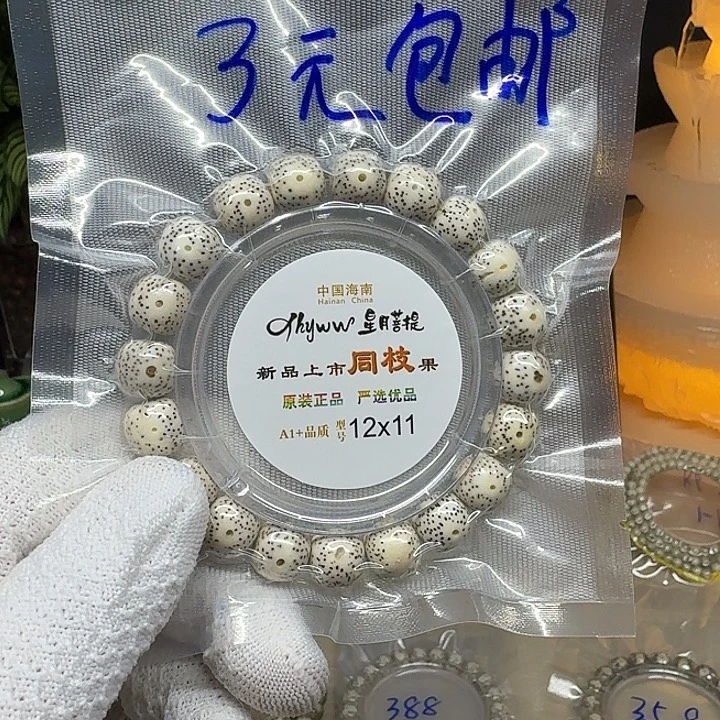 3元包邮
中国海南
Hainan China
dhyww 星月菩提
新品上市同枝果
原装正品 严选优品
A1+品质 型号 12x11
388